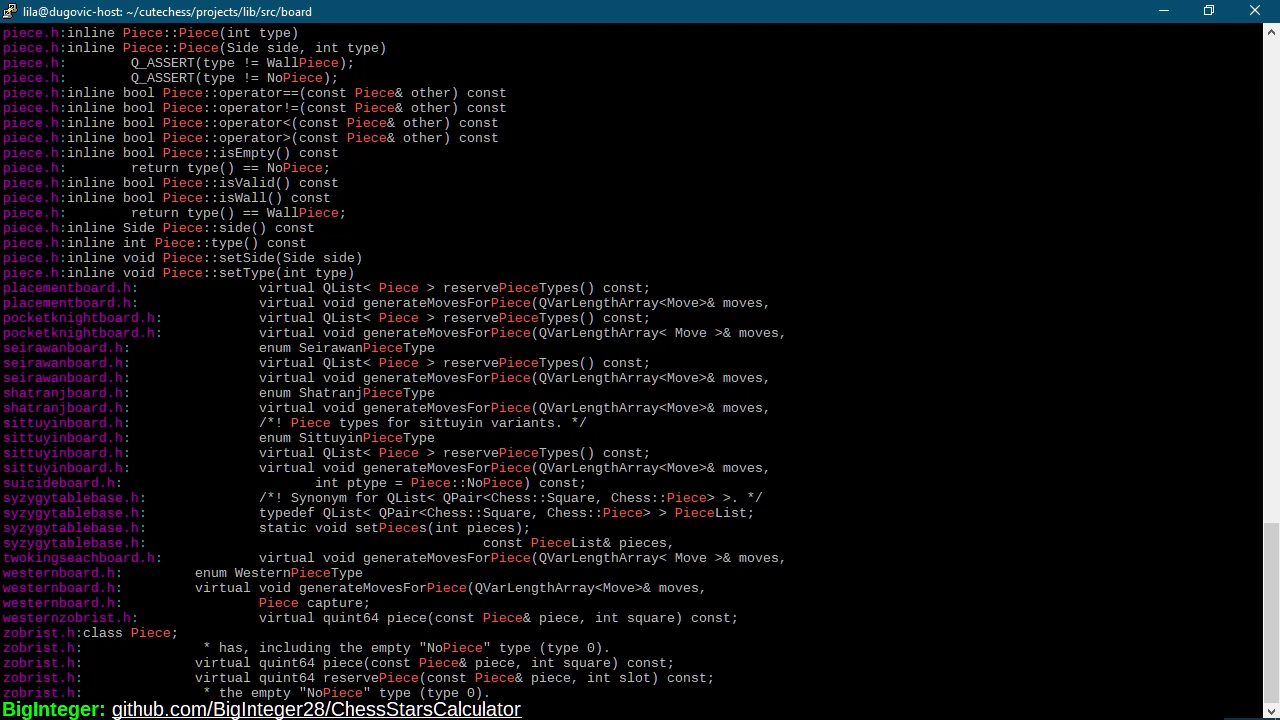 lila@dugovic-host: ~/cutechess/projects/lib/src/board
piece.h:inline Piece::Piece(int type)
piece.h:inline Piece::Piece(Side side, int type)
piece.h:        Q_ASSERT(type != WallPiece);
piece.h:        Q_ASSERT(type != NoPiece);
piece.h:inline bool Piece::operator==(const Piece& other) const
piece.h:inline bool Piece::operator!=(const Piece& other) const
piece.h:inline bool Piece::operator<(const Piece& other) const
piece.h:inline bool Piece::operator>(const Piece& other) const
piece.h:inline bool Piece::isEmpty() const
piece.h:        return type() == NoPiece;
piece.h:inline bool Piece::isValid() const
piece.h:inline bool Piece::isWall() const
piece.h:        return type() == WallPiece;
piece.h:inline Side Piece::side() const
piece.h:inline int Piece::type() const
piece.h:inline void Piece::setSide(Side side)
piece.h:inline void Piece::setType(int type)
placementboard.h:               virtual QList< Piece > reservePieceTypes() const;
placementboard.h:               virtual void generateMovesForPiece(QVarLengthArray<Move>& moves,
pocketknightboard.h:            virtual QList< Piece > reservePieceTypes() const;
pocketknightboard.h:            virtual void generateMovesForPiece(QVarLengthArray< Move >& moves,
seirawanboard.h:                enum SeirawanPieceType
seirawanboard.h:                virtual QList< Piece > reservePieceTypes() const;
seirawanboard.h:                virtual void generateMovesForPiece(QVarLengthArray<Move>& moves,
shatranjboard.h:                enum ShatranjPieceType
shatranjboard.h:                virtual void generateMovesForPiece(QVarLengthArray<Move>& moves,
sittuyinboard.h:                /*! Piece types for sittuyin variants. */
sittuyinboard.h:                enum SittuyinPieceType
sittuyinboard.h:                virtual QList< Piece > reservePieceTypes() const;
sittuyinboard.h:                virtual void generateMovesForPiece(QVarLengthArray<Move>& moves,
suicideboard.h:                        int ptype = Piece::NoPiece) const;
syzygytablebase.h:              /*! Synonym for QList< QPair<Chess::Square, Chess::Piece> >. */
syzygytablebase.h:              typedef QList< QPair<Chess::Square, Chess::Piece> > PieceList;
syzygytablebase.h:              static void setPieces(int pieces);
syzygytablebase.h:                                          const PieceList& pieces,
twokingseachboard.h:            virtual void generateMovesForPiece(QVarLengthArray< Move >& moves,
westernboard.h:         enum WesternPieceType
westernboard.h:         virtual void generateMovesForPiece(QVarLengthArray<Move>& moves,
westernboard.h:                 Piece capture;
westernzobrist.h:               virtual quint64 piece(const Piece& piece, int square) const;
zobrist.h:class Piece;
zobrist.h:               * has, including the empty "NoPiece" type (type 0).
zobrist.h:              virtual quint64 piece(const Piece& piece, int square) const;
zobrist.h:              virtual quint64 reservePiece(const Piece& piece, int slot) const;
zobrist.h:               * the empty "NoPiece" type (type 0).
BigInteger: github.com/BigInteger28/ChessStarsCalculator